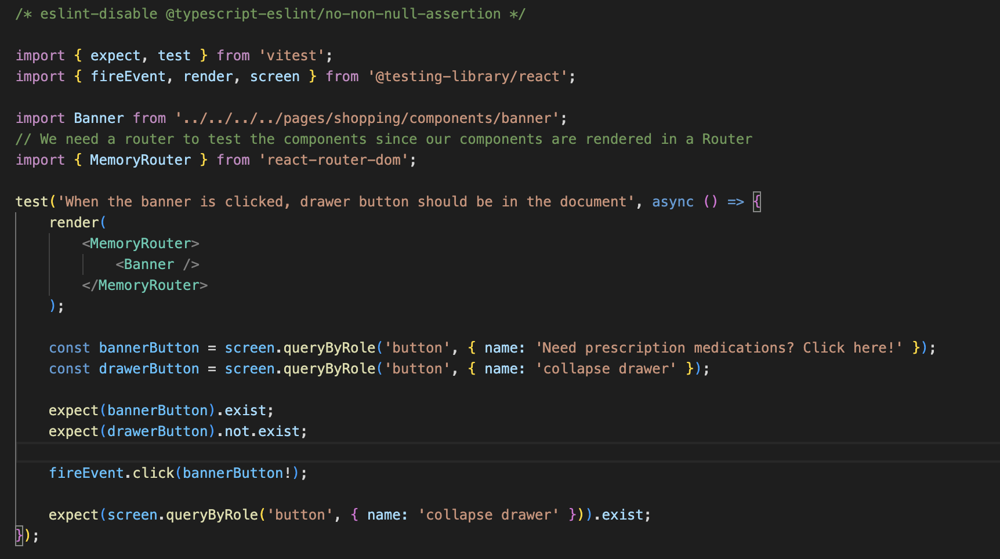 /* eslint-disable @typescript-eslint/no-non-null-assertion */
import { expect, test } from 'vitest';
import { fireEvent, render, screen } from '@testing-library/react';
import Banner from '../../../../pages/shopping/components/banner';
// We need a router to test the components since our components are rendered in a Router
import { MemoryRouter } from 'react-router-dom';
test('When the banner is clicked, drawer button should be in the document', async () => {
render(
<MemoryRouter>
<Banner />
</MemoryRouter>
);
const bannerButton = screen.queryByRole('button', { name: 'Need prescription medications? Click here!' });
const drawerButton = screen.queryByRole('button', { name: 'collapse drawer' });
expect(bannerButton).exist;
expect(drawerButton).not.exist;
fireEvent.click(bannerButton!);
expect(screen.queryByRole('button', { name: 'collapse drawer' })).exist;
});